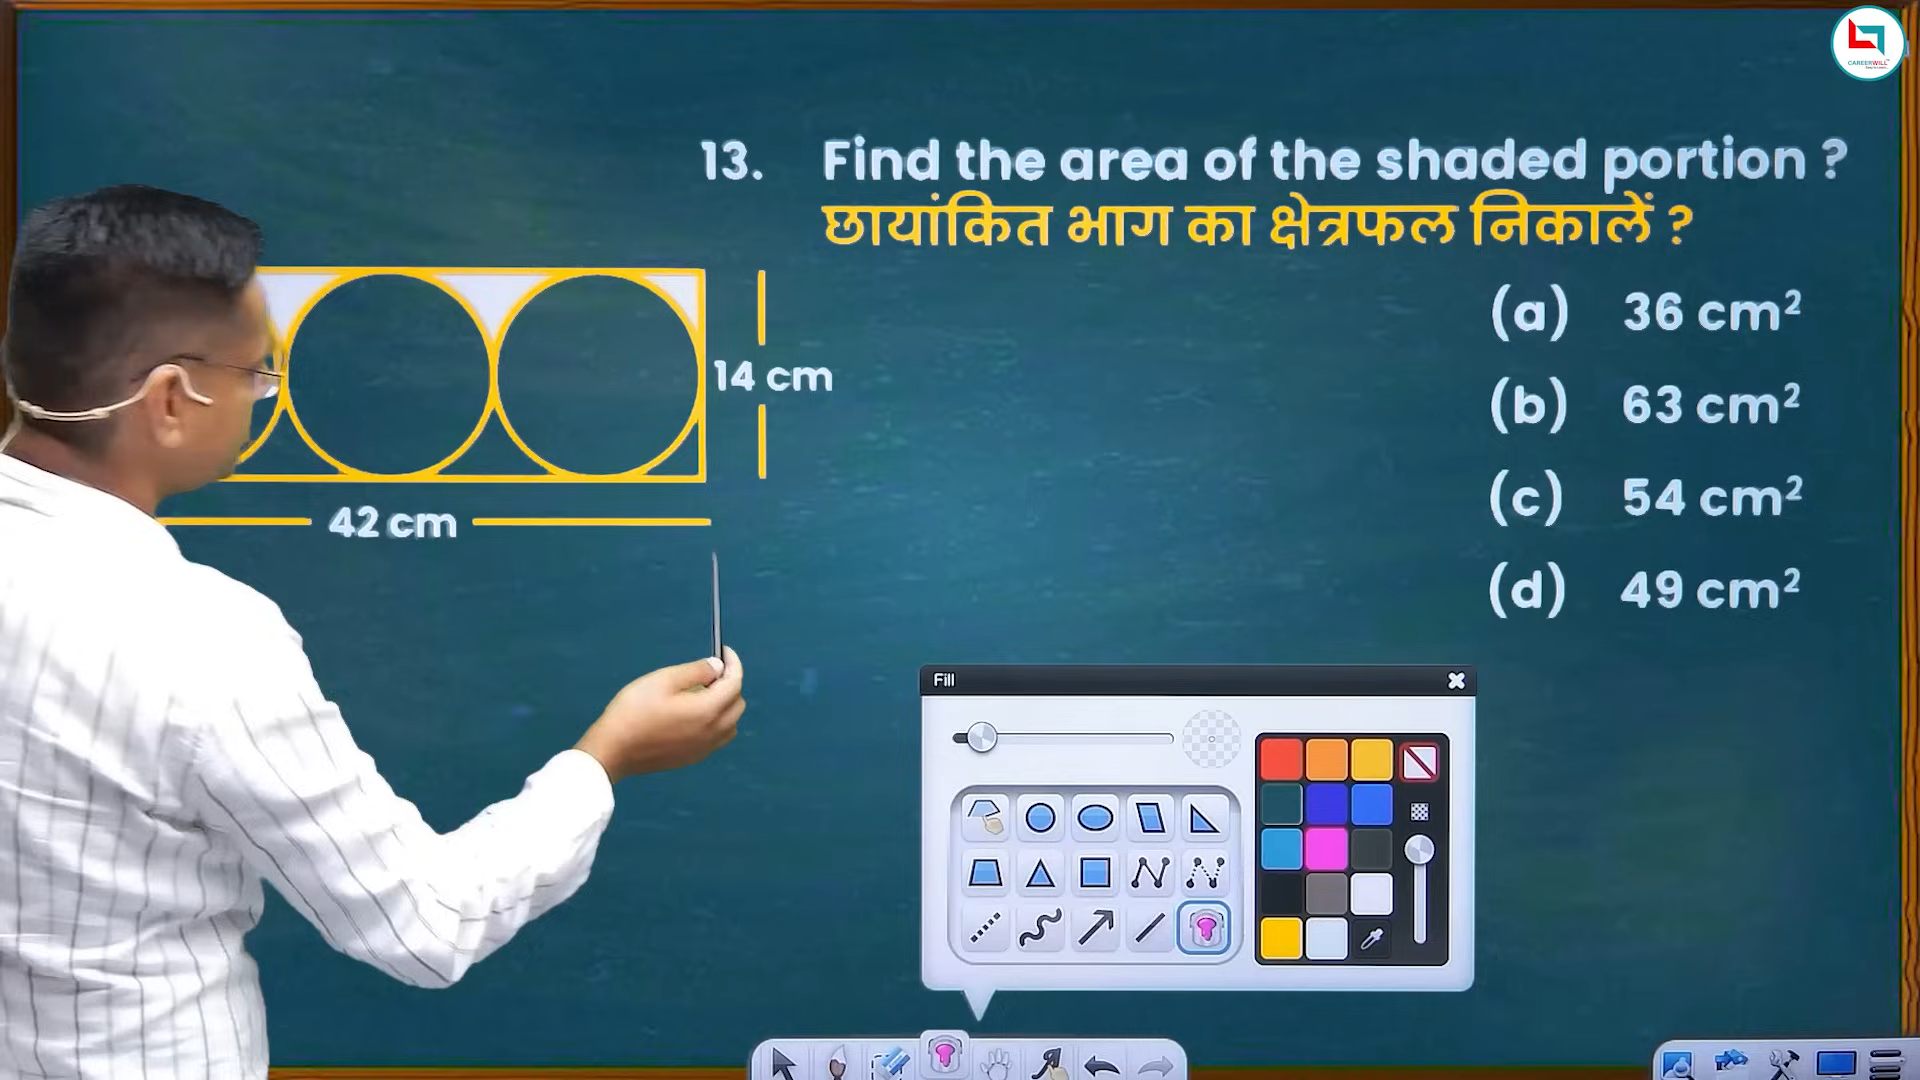 CAREERWILL
13. Find the area of the shaded portion ?
छायांकित भाग का क्षेत्रफल निकालें ?
14 cm
42 cm
(a) 36 cm²
(b) 63 cm²
(c) 54 cm²
(d) 49 cm²
Fill